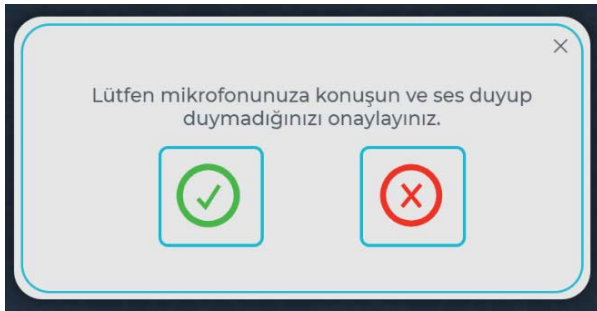 Lütfen mikrofonunuza konuşun ve ses duyup
duymadığınızı onaylayınız.